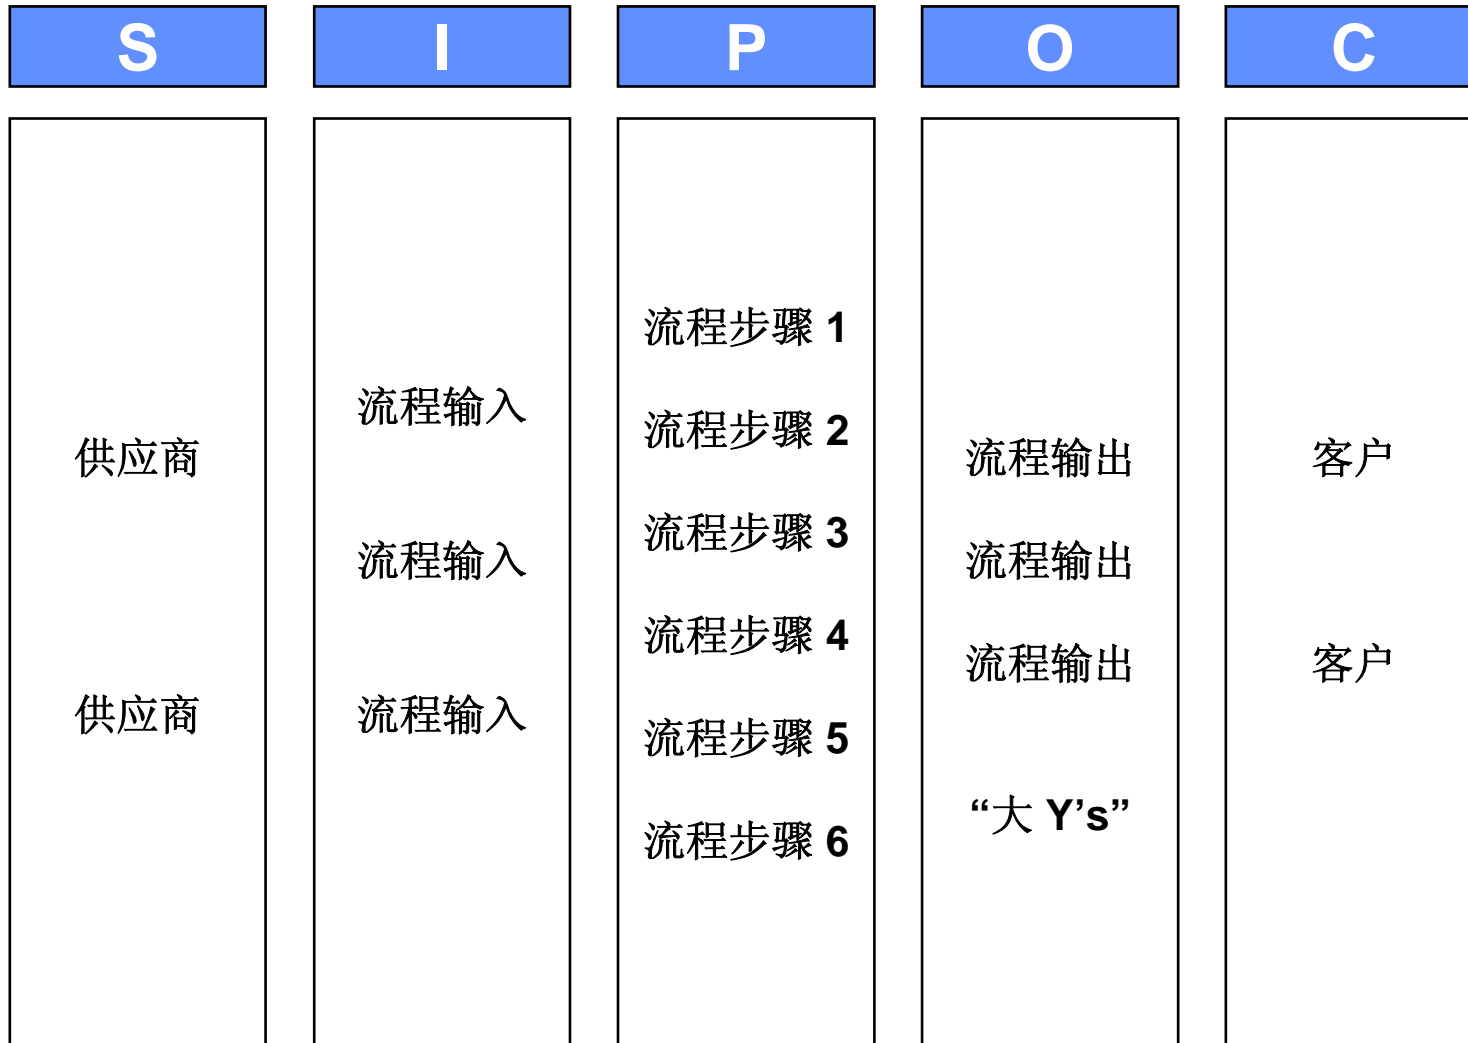 S
I
P
O
C
供应商
供应商
流程输入
流程输入
流程输入
流程步骤 1
流程步骤 2
流程步骤 3
流程步骤 4
流程步骤 5
流程步骤 6
流程输出
流程输出
流程输出
“大 Y’s”
客户
客户